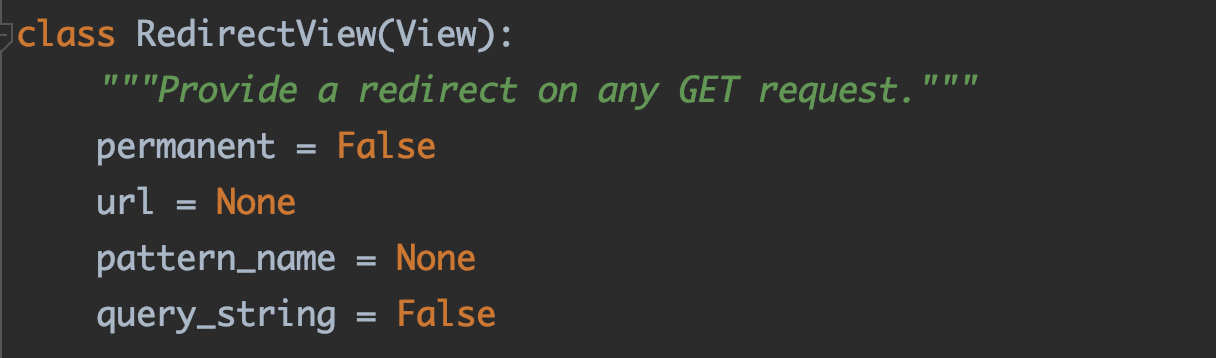 class RedirectView(View):
    """Provide a redirect on any GET request."""
    permanent = False
    url = None
    pattern_name = None
    query_string = False